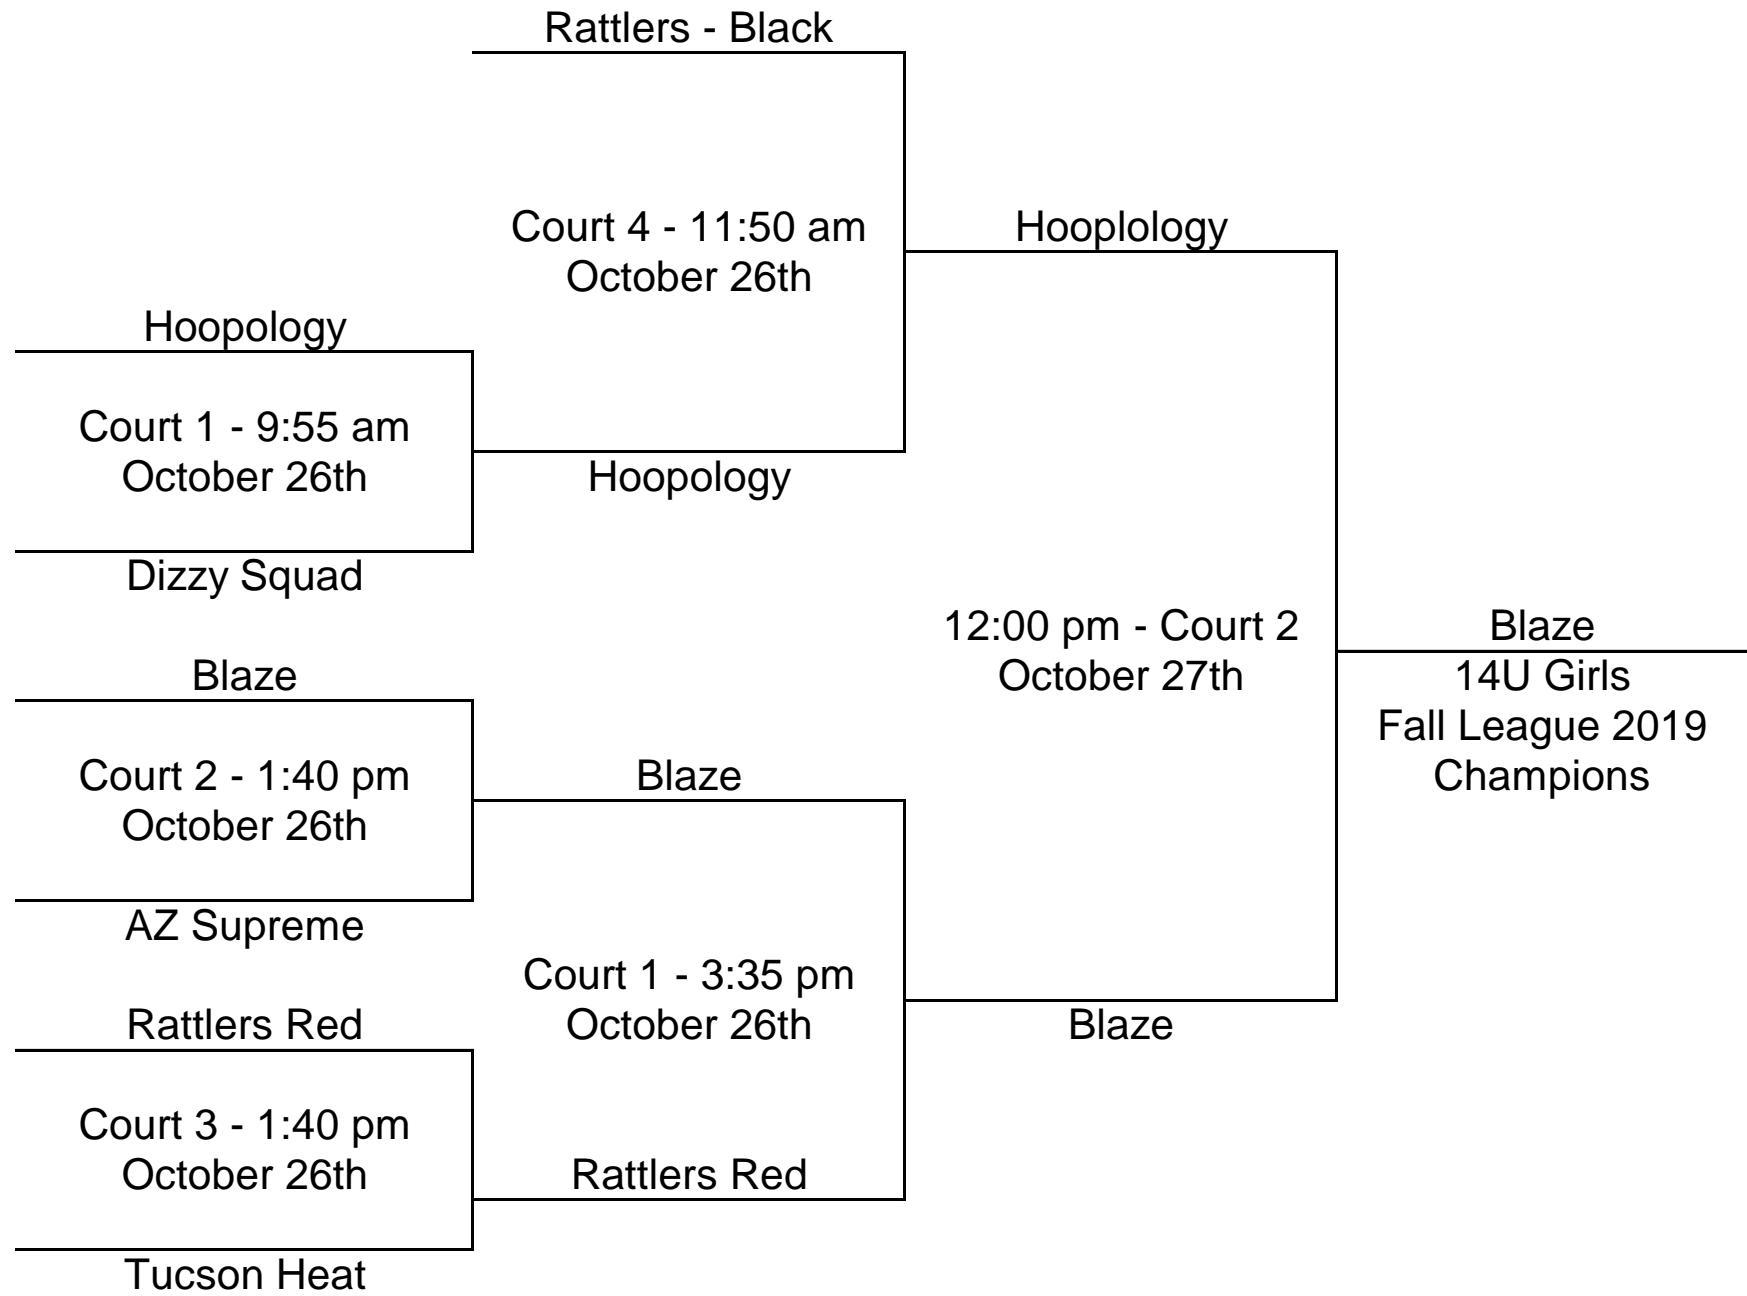 Rattlers - Black
Court 4 - 11:50 am
October 26th
Hooplology
Hoopology
Court 1 - 9:55 am
October 26th
Hoopology
Dizzy Squad
12:00 pm - Court 2
October 27th
Blaze
14U Girls
Fall League 2019
Champions
Blaze
Court 2 - 1:40 pm
October 26th
Blaze
AZ Supreme
Court 1 - 3:35 pm
October 26th
Blaze
Rattlers Red
Court 3 - 1:40 pm
October 26th
Rattlers Red
Tucson Heat